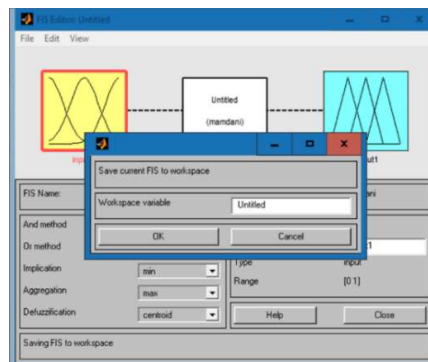 FIS Editor: Untitled
File Edit View
Untitled
(mamdani)
Save current FIS to workspace
Workspace variable Untitled
OK Cancel
FIS Name:
And method
Or method
Implication min
Aggregation max
Defuzzification centroid
Type input
Range [0 1]
Help Close
Saving FIS to workspace